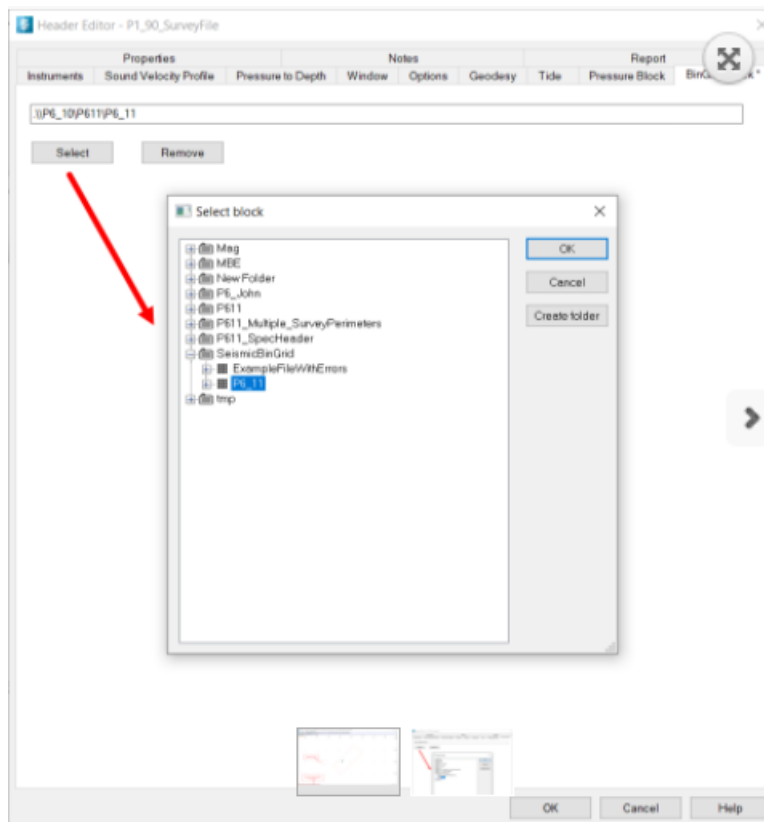 Header Editor - P1_90_SurveyFile
Properties Notes Report
Instruments Sound Velocity Profile Pressure to Depth Window Options Geodesy Tide Pressure Block
.\\P6_10\P611\P6_11
Select Remove
Select block
Mag
MBE
New Folder
P6_John
P611
P611_Multiple_SurveyPerimeters
P611_SpecHeader
SeismicBinGrid
ExampleFileWithErrors
P6_11
tmp
OK
Cancel
Create folder
OK Cancel Help